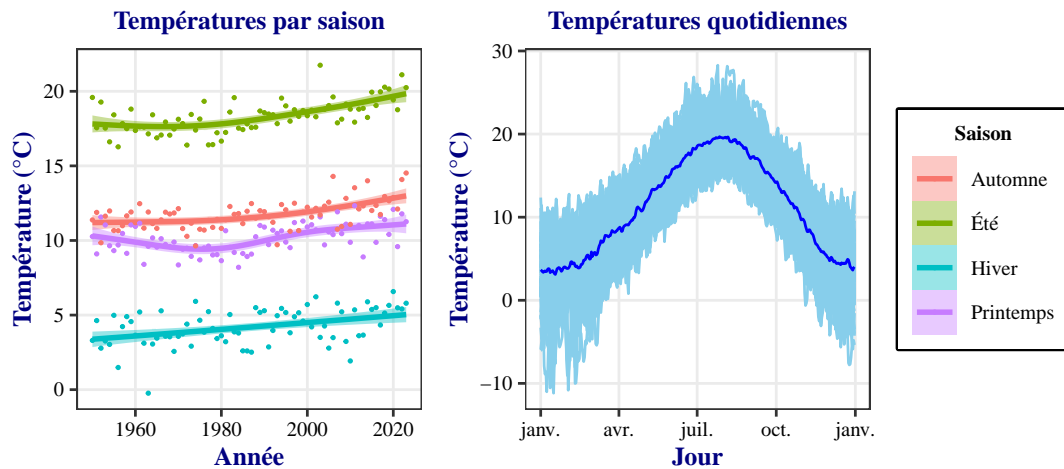 Températures par saison
Températures quotidiennes
Température (°C)
20
15
10
5
0
1960
1980
2000
2020
Année
Température (°C)
30
20
10
0
−10
janv.
avr.
juil.
oct.
janv.
Jour
Saison
Automne
Été
Hiver
Printemps